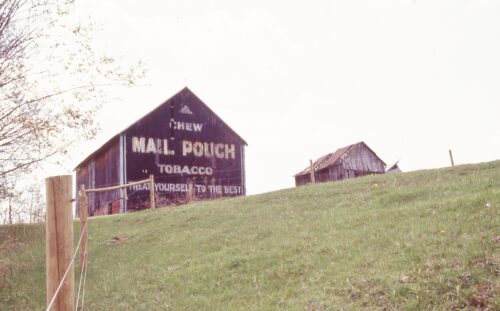 CHEW
MAIL POUCH
TOBACCO
TREAT YOURSELF TO THE BEST